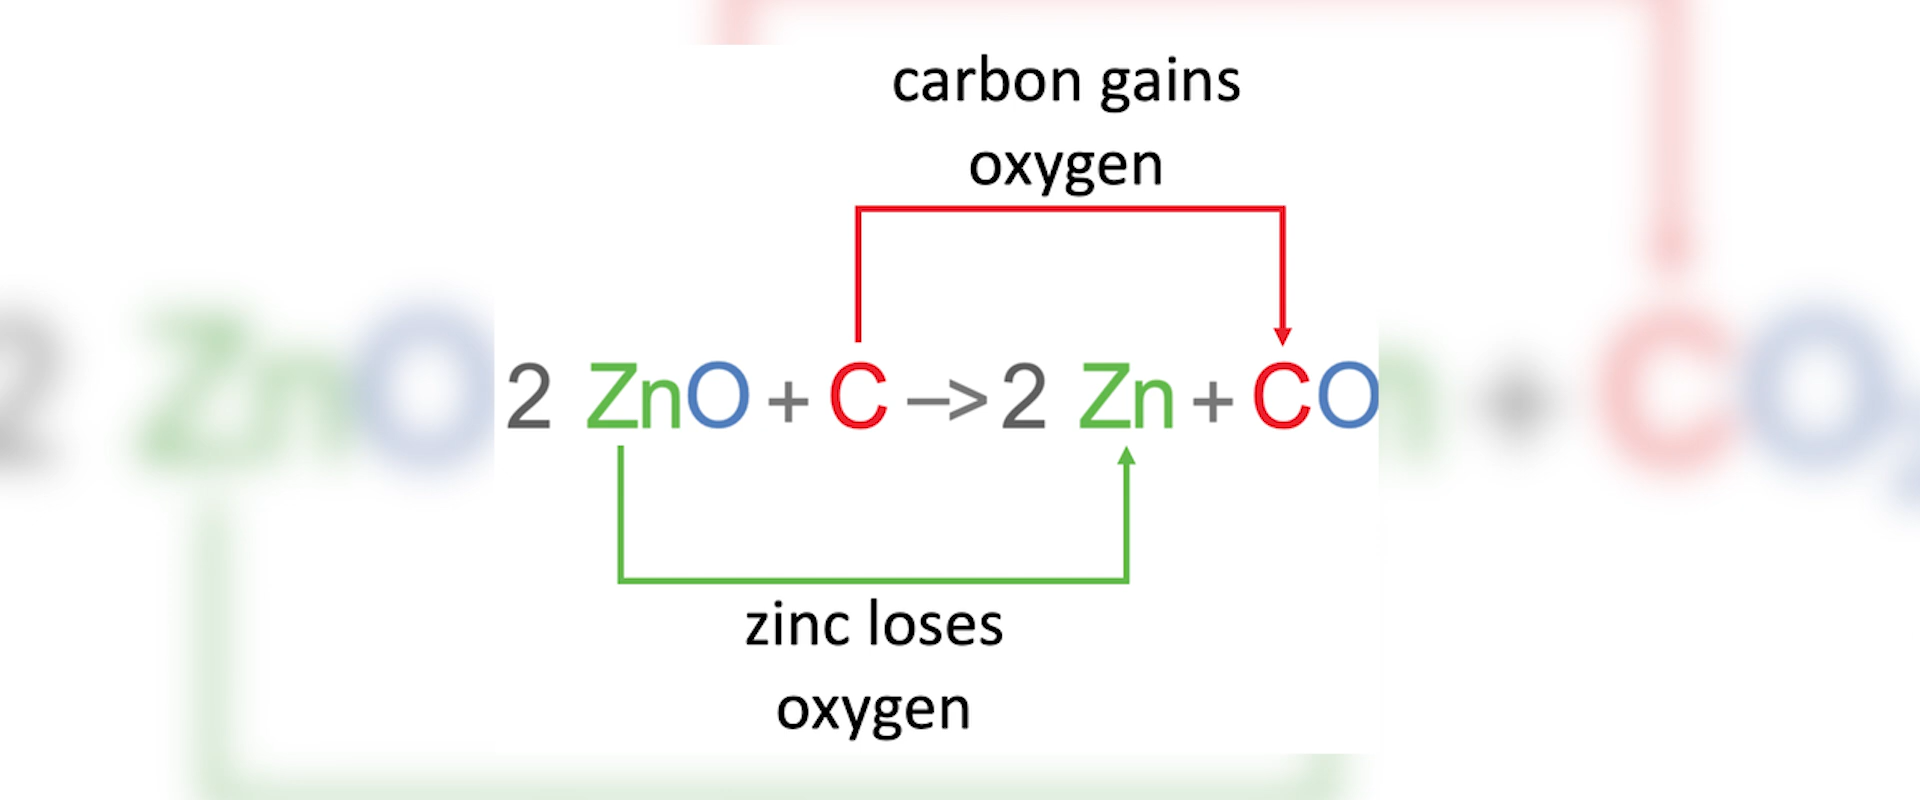 carbon gains
oxygen
2 ZnO + C –> 2 Zn + CO
zinc loses
oxygen